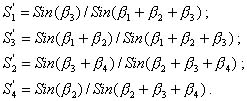 S′₁ = Sin(β₃)/Sin(β₁ + β₂ + β₃) ;
S′₃ = Sin(β₁ + β₂)/Sin(β₁ + β₂ + β₃) ;
S′₂ = Sin(β₃ + β₄)/Sin(β₂ + β₃ + β₄) ;
S′₄ = Sin(β₂)/Sin(β₂ + β₃ + β₄) .